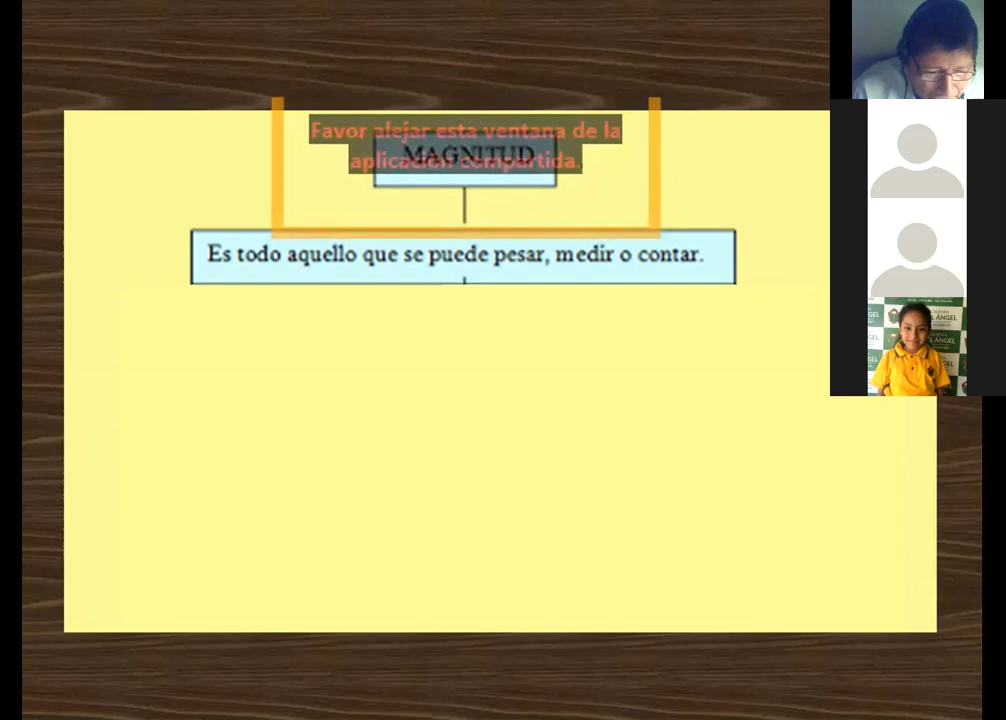 Favor alejar esta ventana de la
aplicación compartida.
MAGNITUD
Es todo aquello que se puede pesar, medir o contar.